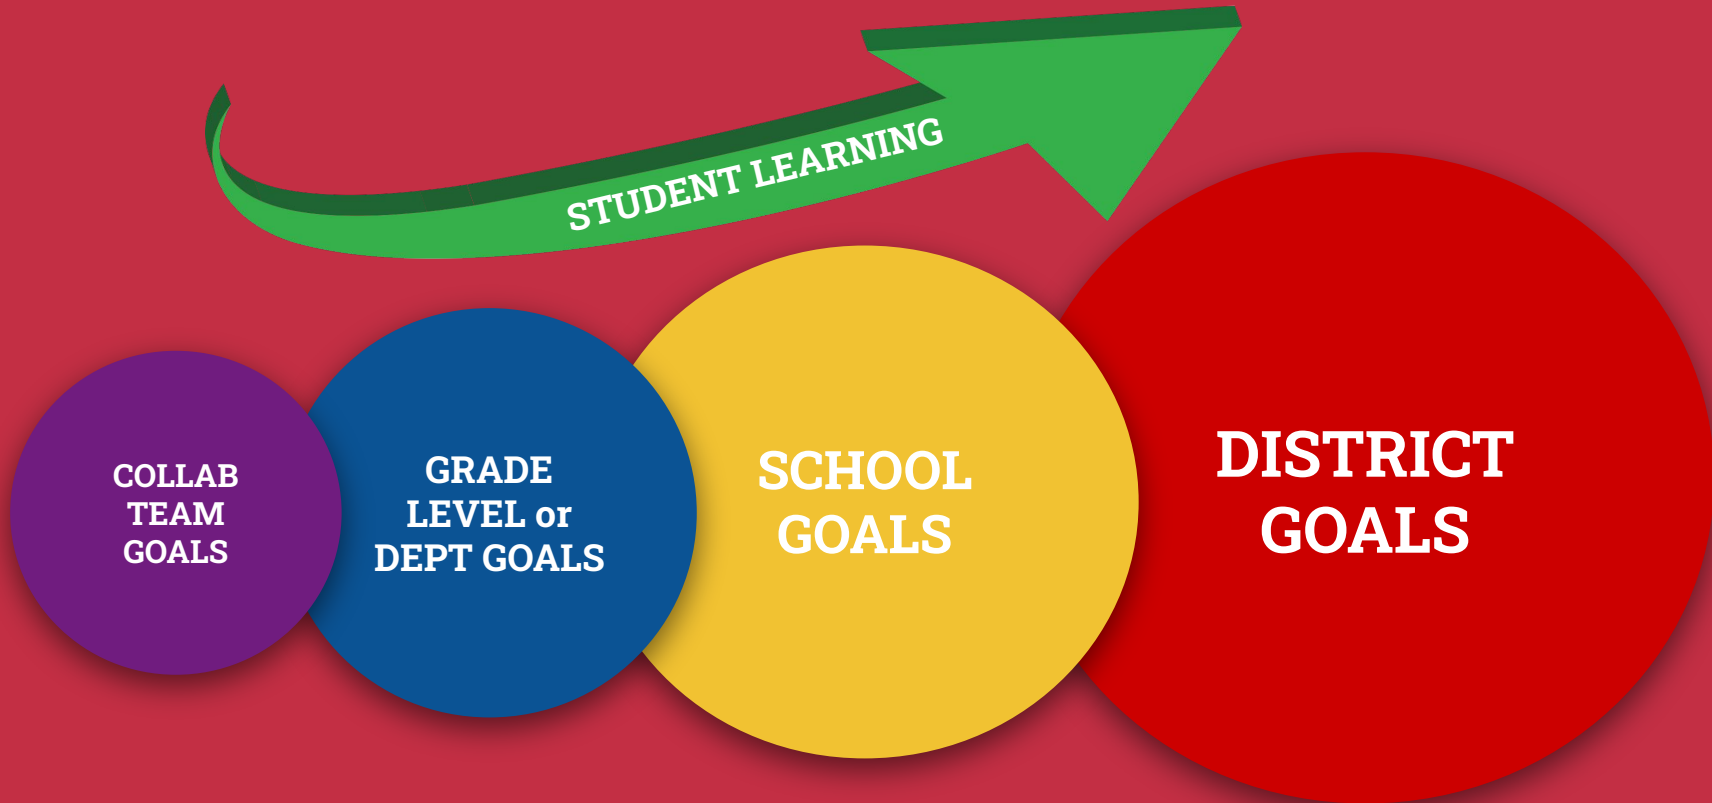 STUDENT LEARNING
COLLAB
TEAM
GOALS
GRADE
LEVEL or
DEPT GOALS
SCHOOL
GOALS
DISTRICT
GOALS